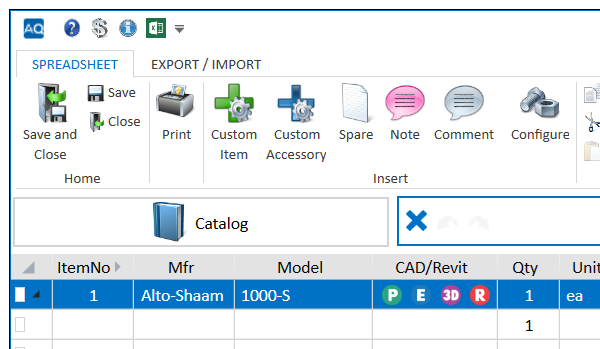 AQ ? $ i X
SPREADSHEET EXPORT / IMPORT
Save and Close
Save
Close
Print
Custom Item
Custom Accessory
Spare
Note
Comment
Configure
Home
Insert
Catalog
ItemNo Mfr Model CAD/Revit Qty Unit
1 Alto-Shaam 1000-S P E 3D R 1 ea
1